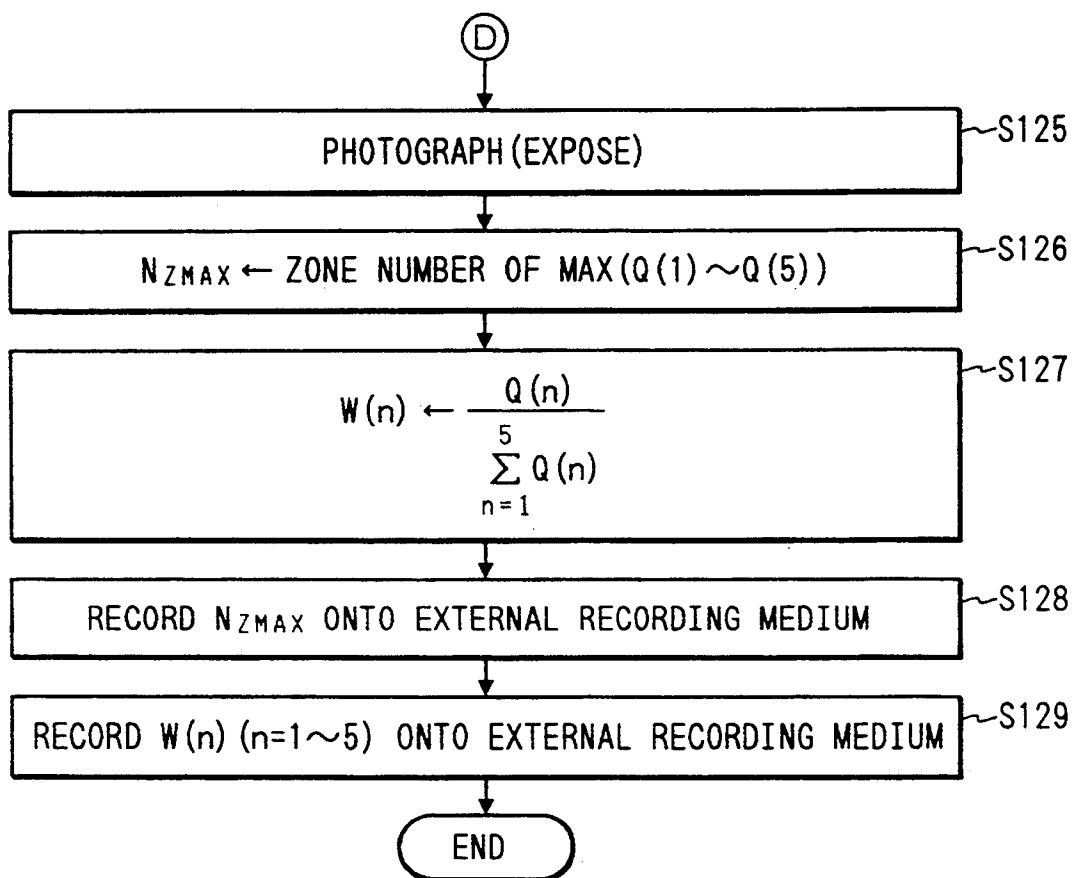 D
PHOTOGRAPH (EXPOSE)
S125
NZMAX ← ZONE NUMBER OF MAX(Q(1)～Q(5))
S126
W(n) ← Q(n)
5
∑ Q(n)
n=1
S127
RECORD NZMAX ONTO EXTERNAL RECORDING MEDIUM
S128
RECORD W(n) (n=1～5) ONTO EXTERNAL RECORDING MEDIUM
S129
END